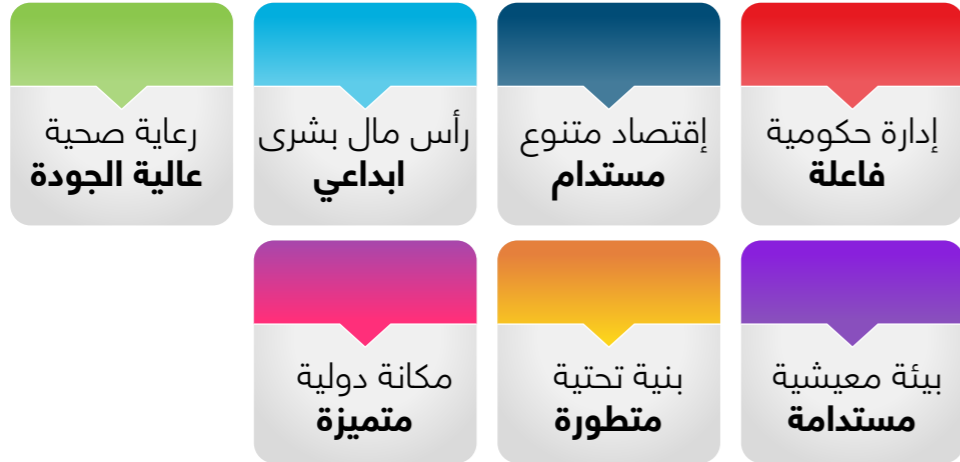 إدارة حكومية
فاعلة
إقتصاد متنوع
مستدام
رأس مال بشرى
ابداعي
رعاية صحية
عالية الجودة
بيئة معيشية
مستدامة
بنية تحتية
متطورة
مكانة دولية
متميزة